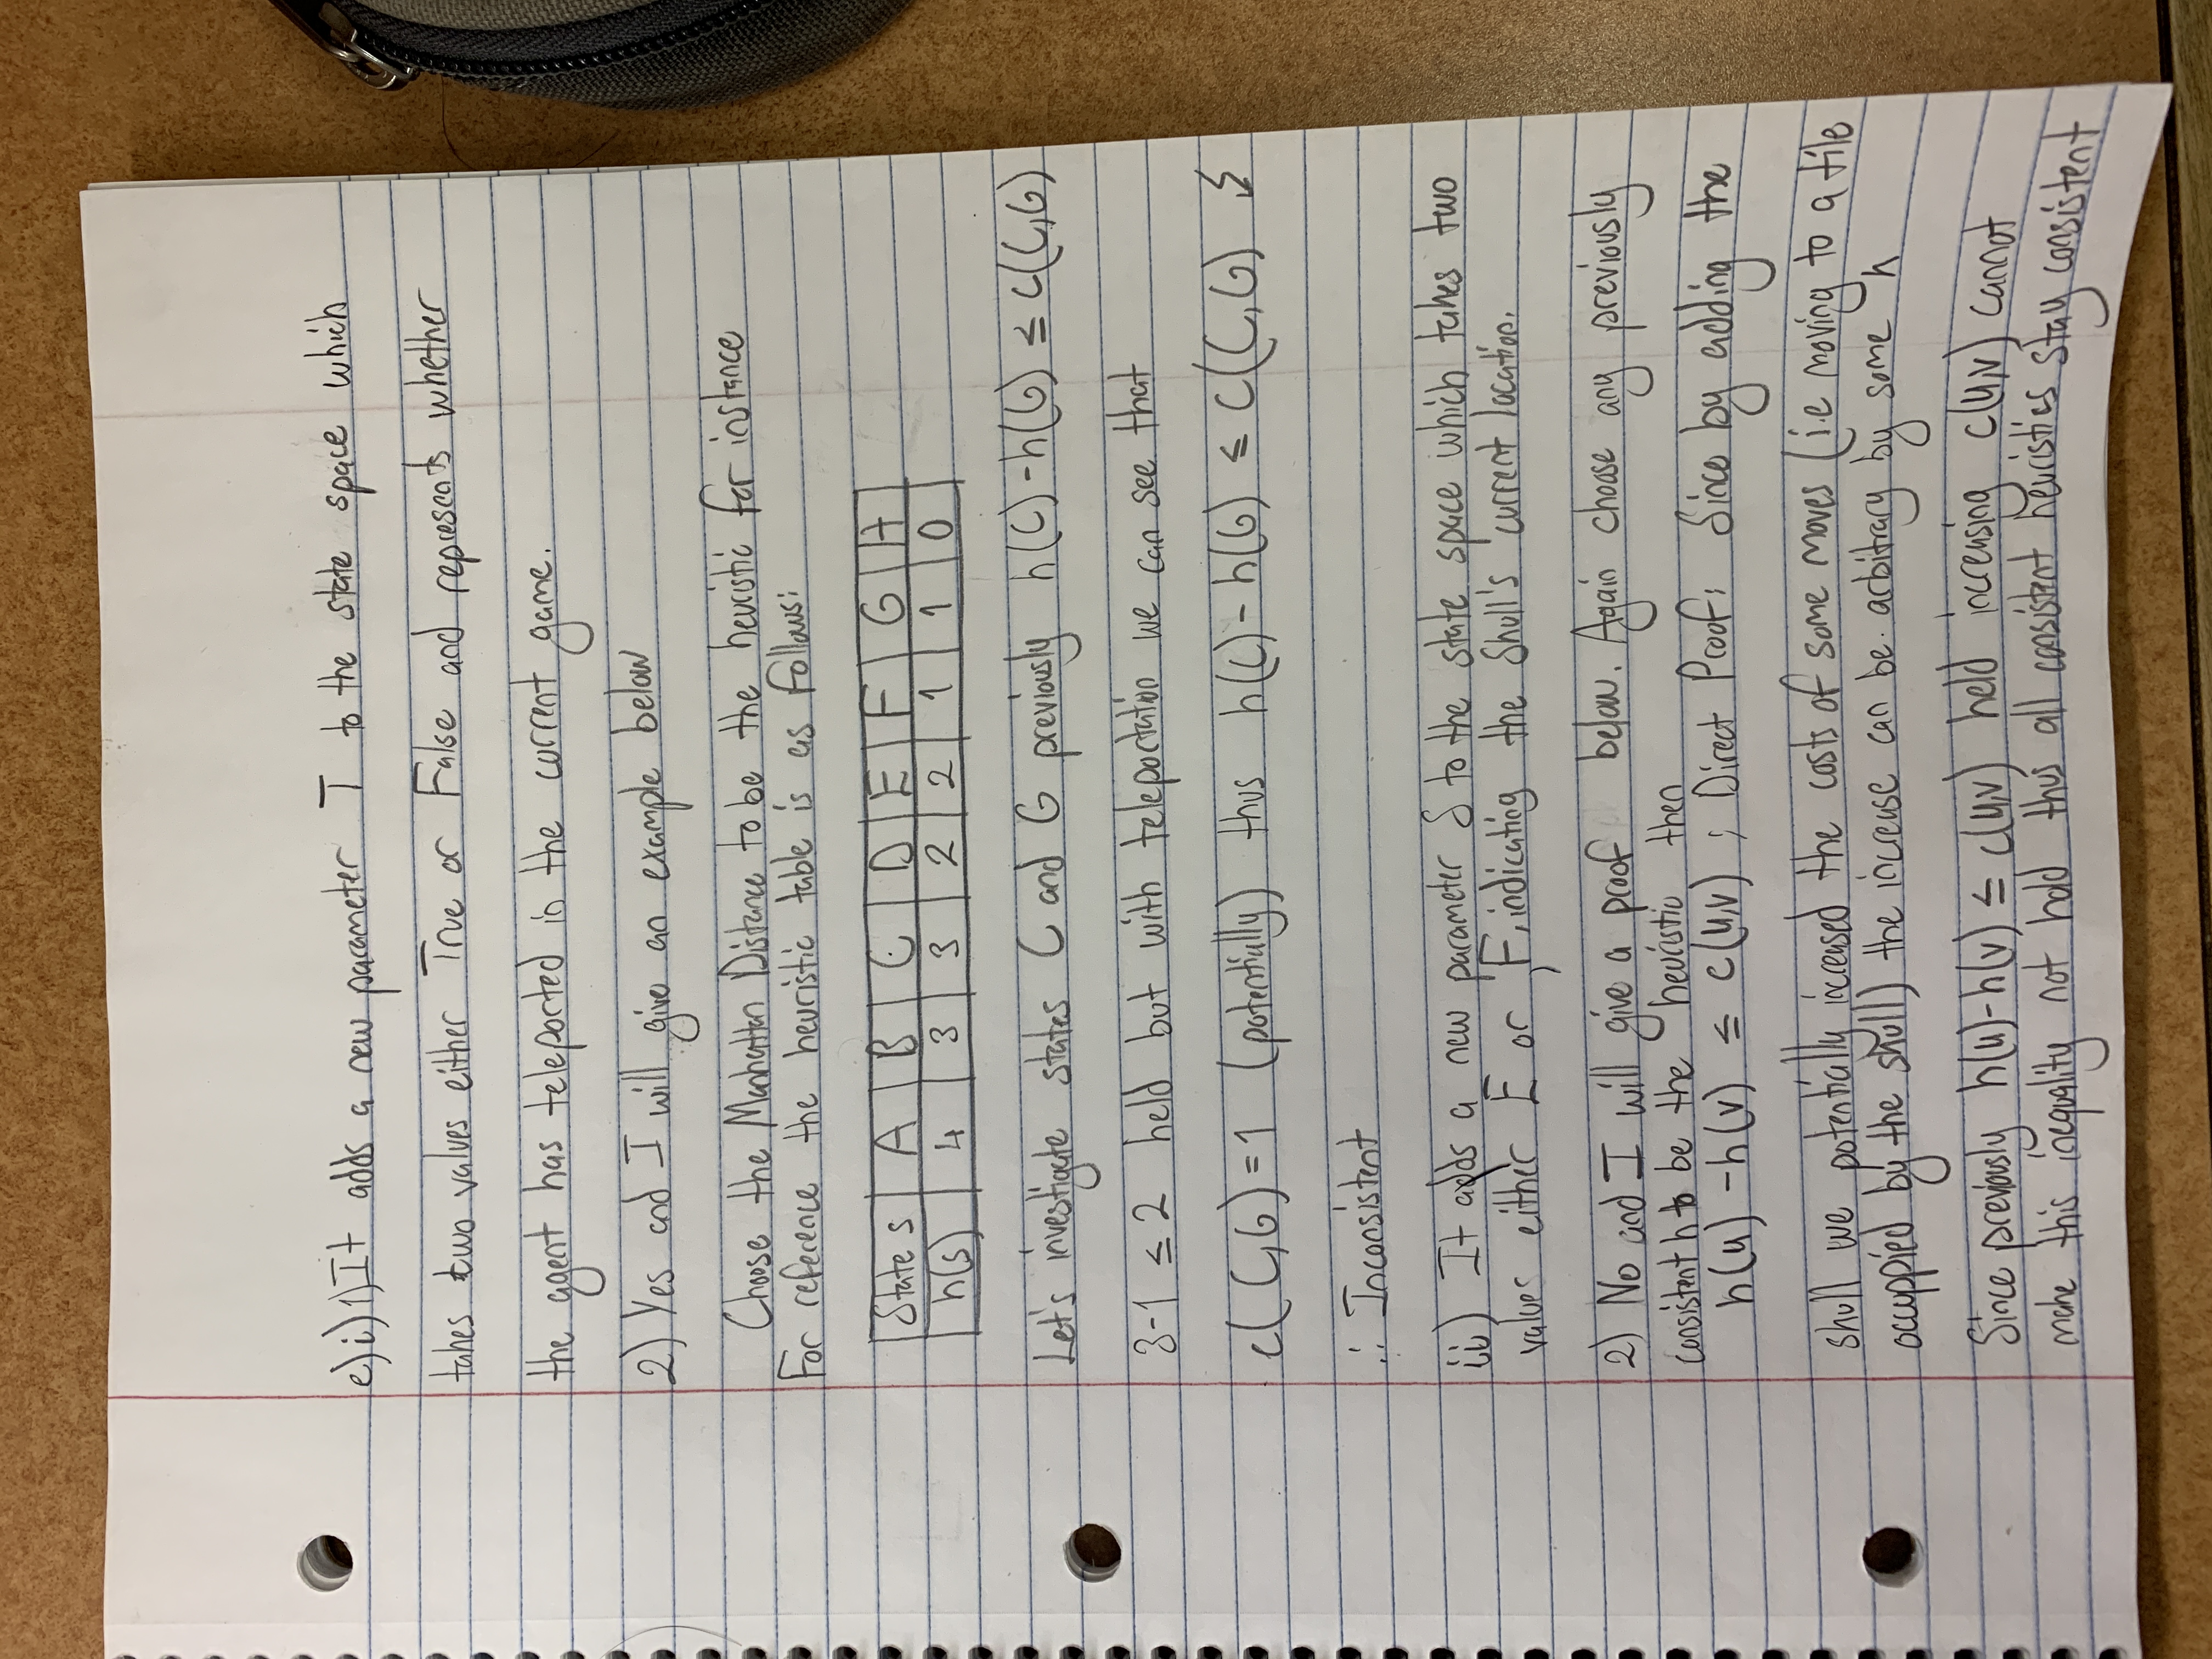 e) i) 1) It adds a new parameter T to the state space which
takes two values either True or False and represents whether
the agent has teleported in the current game.
2) Yes and I will give an example below
Choose the Manhattan Distance to be the heuristic for instance
For reference the heuristic table is as follows:
State s A B C D E F G H
h(s) 4 3 3 2 2 1 1 0
Let's investigate states C and G previously h(C)-h(G) ≤ c(C,G)
3-1 ≤ 2 held but with teleportation we can see that
c(C,G)=1 (potentially) thus h(C)-h(G) ≤ c(C,G) ↯
∴ Inconsistent
ii) It adds a new parameter S to the state space which takes two
values either E or F, indicating the Skull's current location.
2) No and I will give a proof below. Again choose any previously
consistent h to be the heuristic then
h(u) - h(v) ≤ c(u,v) ; Direct Proof: Since by adding the
skull we potentially increased the costs of some moves (i.e moving to a tile
occuppied by the skull) the increase can be. arbitrary by some n
Since previously h(u)-h(v) ≤ c(u,v) held increasing c(u,v) cannot
make this inequality not hold thus all consistent heuristics stay consistent